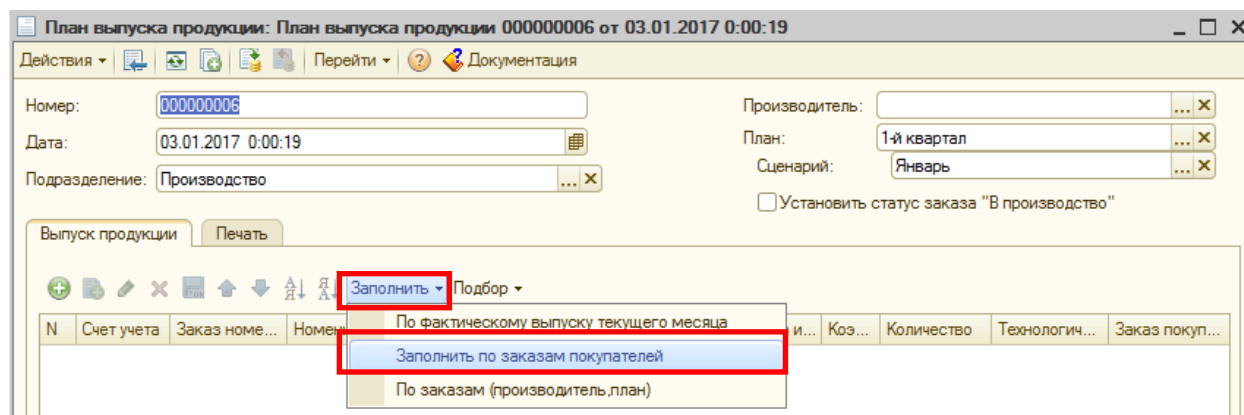 План выпуска продукции: План выпуска продукции 000000006 от 03.01.2017 0:00:19
Действия Перейти Документация
Номер: 000000006 Производитель:
Дата: 03.01.2017 0:00:19 План: 1-й квартал
Подразделение: Производство Сценарий: Январь
Установить статус заказа "В производство"
Выпуск продукции Печать
Заполнить Подбор
По фактическому выпуску текущего месяца
N Счет учета Заказ номе... Номен и... Коэ... Количество Технологич... Заказ покуп...
Заполнить по заказам покупателей
По заказам (производитель,план)